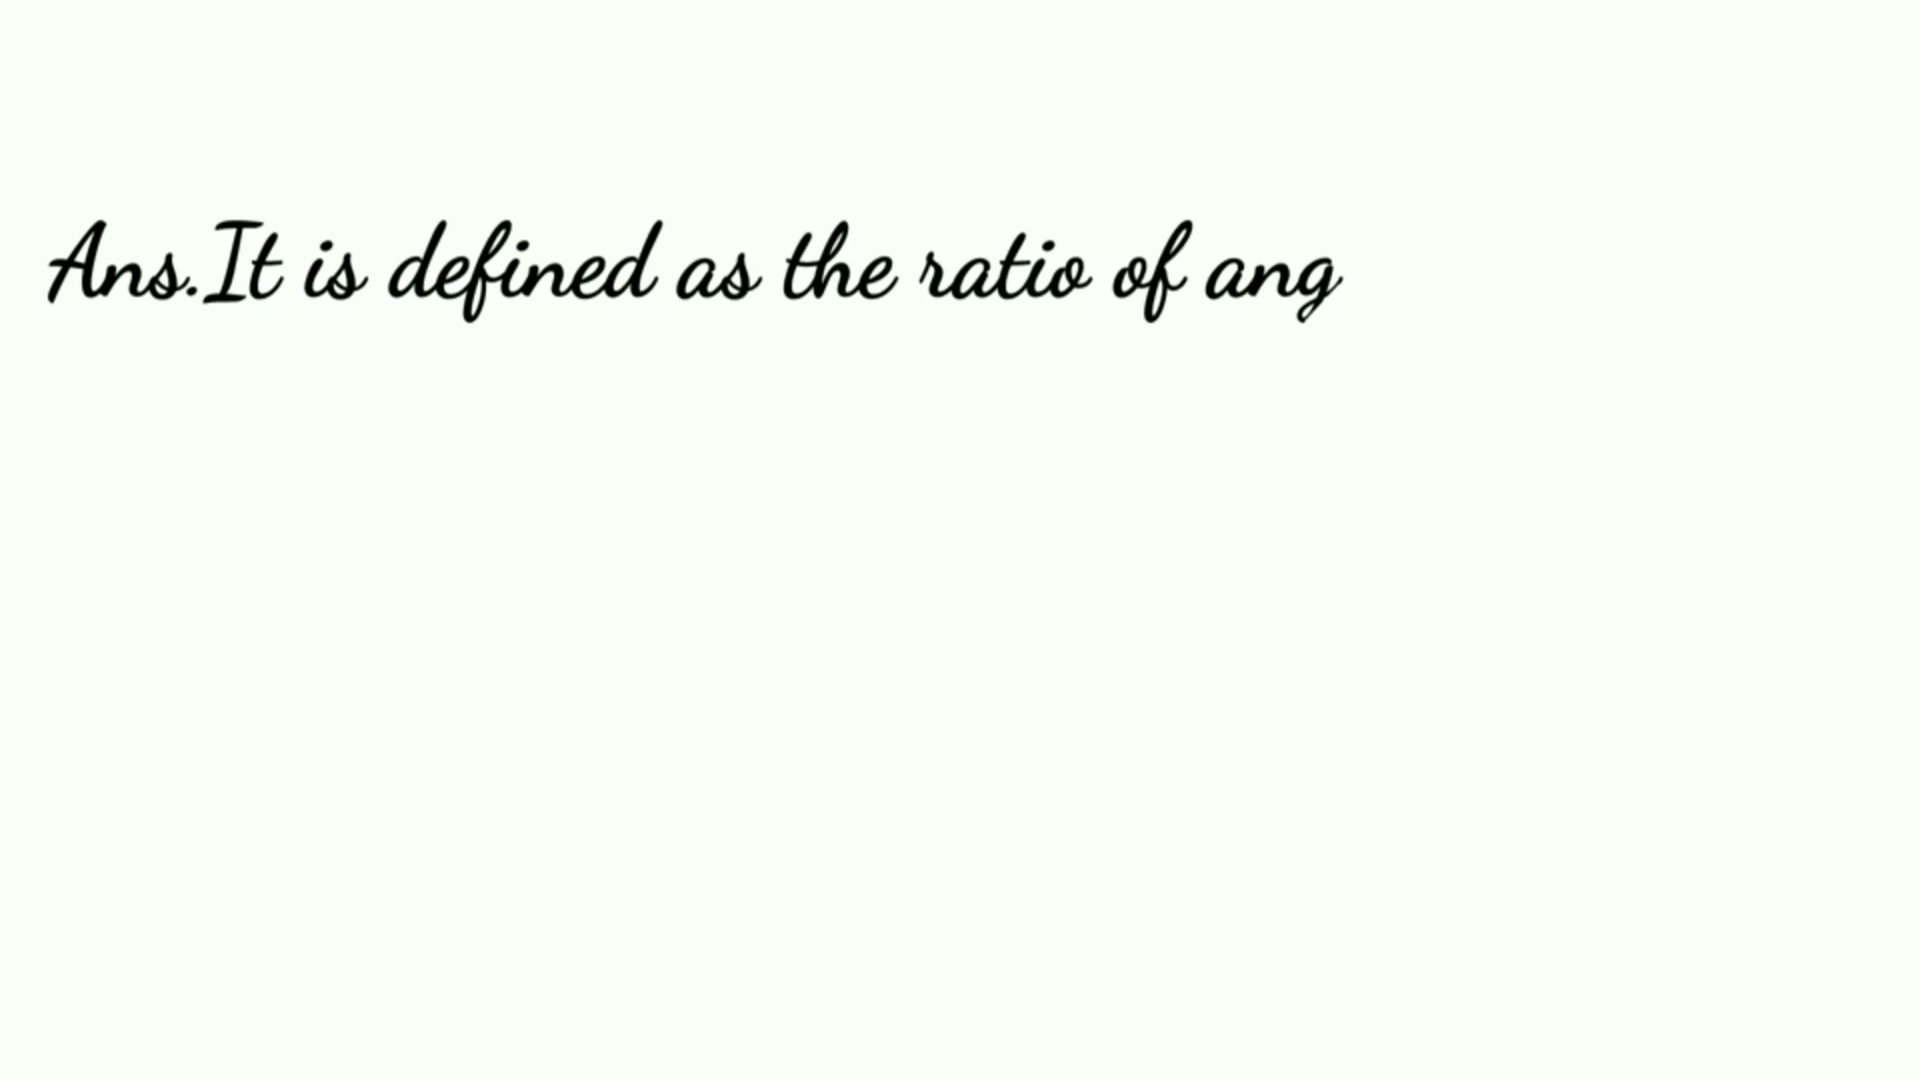 Ans.It is defined as the ratio of ang